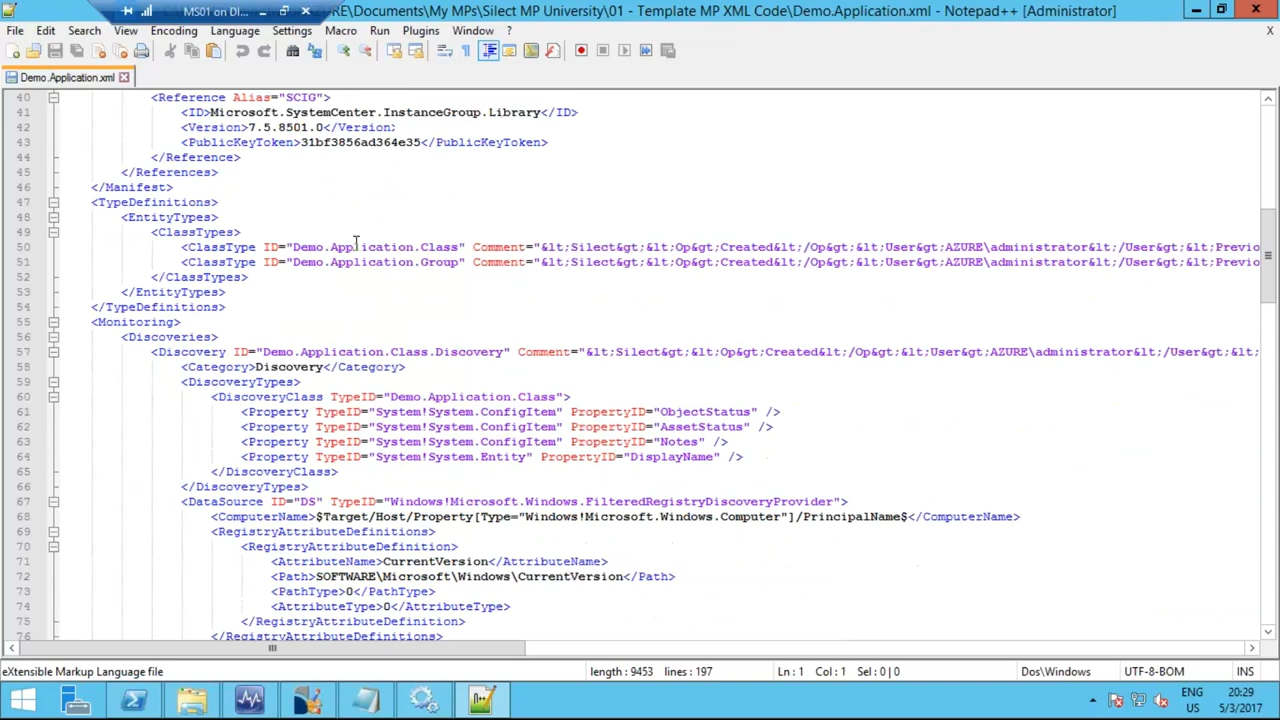 MS01 on DI...
AZURE\Documents\My MPs\Silect MP University\01 - Template MP XML Code\Demo.Application.xml - Notepad++ [Administrator]
File Edit Search View Encoding Language Settings Macro Run Plugins Window ? X
Demo.Application.xml
40 <Reference Alias="SCIG">
41 <ID>Microsoft.SystemCenter.InstanceGroup.Library</ID>
42 <Version>7.5.8501.0</Version>
43 <PublicKeyToken>31bf3856ad364e35</PublicKeyToken>
44 </Reference>
45 </References>
46 </Manifest>
47 <TypeDefinitions>
48 <EntityTypes>
49 <ClassTypes>
50 <ClassType ID="Demo.Application.Class" Comment="&lt;Silect&gt;&lt;Op&gt;Created&lt;/Op&gt;&lt;User&gt;AZURE\administrator&lt;/User&gt;&lt;Previo
51 <ClassType ID="Demo.Application.Group" Comment="&lt;Silect&gt;&lt;Op&gt;Created&lt;/Op&gt;&lt;User&gt;AZURE\administrator&lt;/User&gt;&lt;Previo
52 </ClassTypes>
53 </EntityTypes>
54 </TypeDefinitions>
55 <Monitoring>
56 <Discoveries>
57 <Discovery ID="Demo.Application.Class.Discovery" Comment="&lt;Silect&gt;&lt;Op&gt;Created&lt;/Op&gt;&lt;User&gt;AZURE\administrator&lt;/User&gt;&lt;
58 <Category>Discovery</Category>
59 <DiscoveryTypes>
60 <DiscoveryClass TypeID="Demo.Application.Class">
61 <Property TypeID="System!System.ConfigItem" PropertyID="ObjectStatus" />
62 <Property TypeID="System!System.ConfigItem" PropertyID="AssetStatus" />
63 <Property TypeID="System!System.ConfigItem" PropertyID="Notes" />
64 <Property TypeID="System!System.Entity" PropertyID="DisplayName" />
65 </DiscoveryClass>
66 </DiscoveryTypes>
67 <DataSource ID="DS" TypeID="Windows!Microsoft.Windows.FilteredRegistryDiscoveryProvider">
68 <ComputerName>$Target/Host/Property[Type="Windows!Microsoft.Windows.Computer"]/PrincipalName$</ComputerName>
69 <RegistryAttributeDefinitions>
70 <RegistryAttributeDefinition>
71 <AttributeName>CurrentVersion</AttributeName>
72 <Path>SOFTWARE\Microsoft\Windows\CurrentVersion</Path>
73 <PathType>0</PathType>
74 <AttributeType>0</AttributeType>
75 </RegistryAttributeDefinition>
76 </RegistryAttributeDefinitions>
eXtensible Markup Language file length : 9453 lines : 197 Ln : 1 Col : 1 Sel : 0 | 0 Dos\Windows UTF-8-BOM INS
ENG 20:29
US 5/3/2017